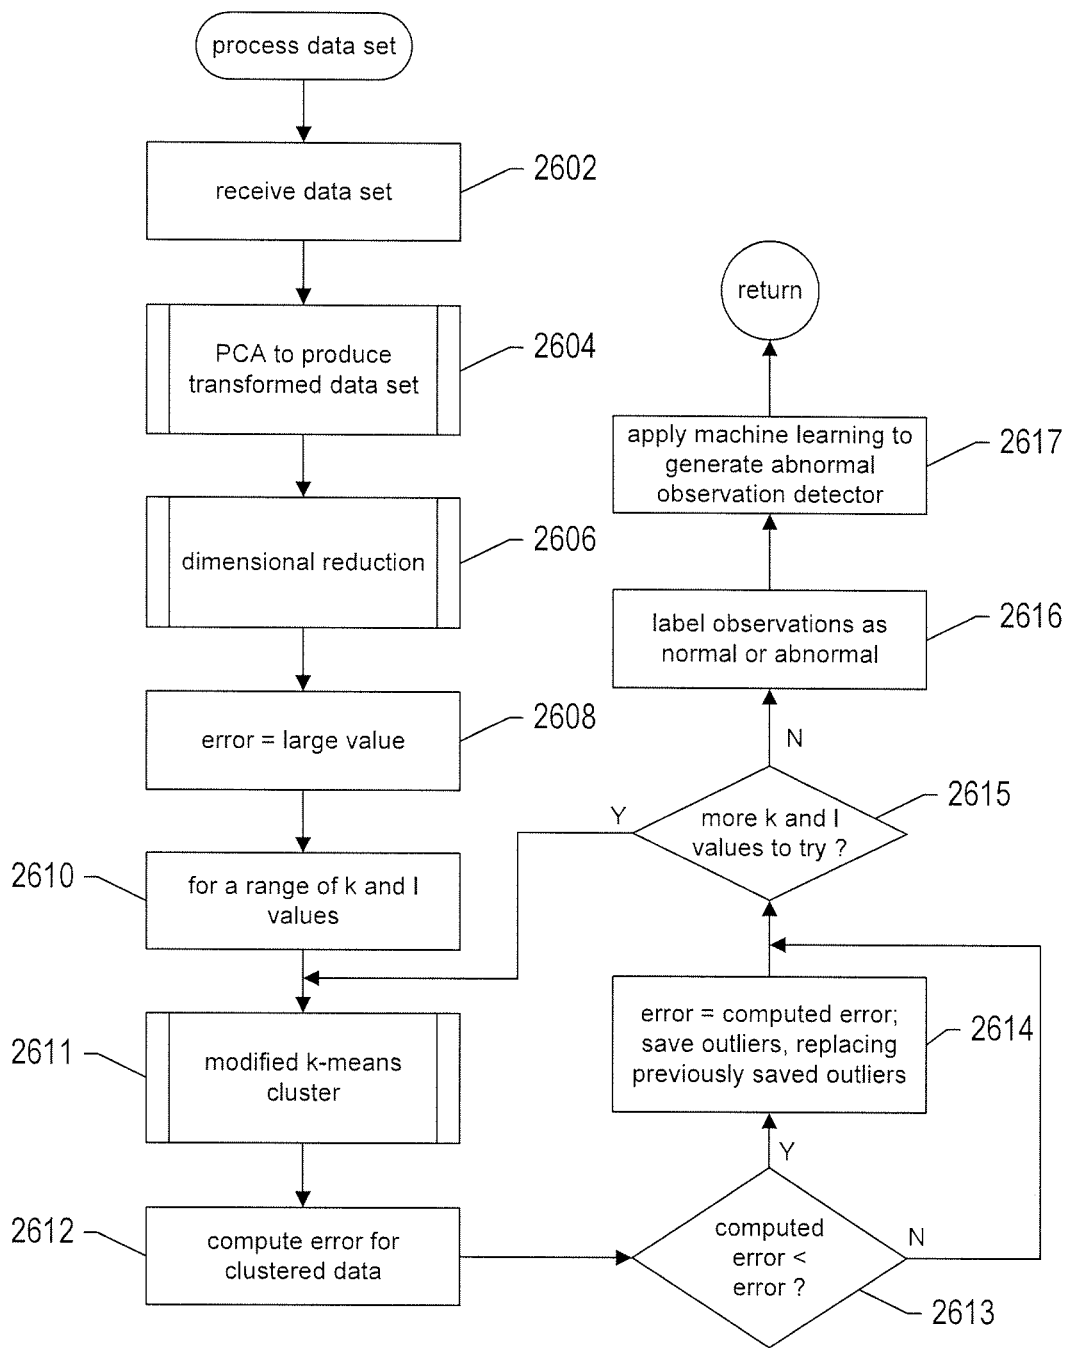 process data set
receive data set
2602
PCA to produce
transformed data set
2604
dimensional reduction
2606
error = large value
2608
for a range of k and l
values
2610
modified k-means
cluster
2611
compute error for
clustered data
2612
computed
error <
error ?
2613
Y
N
error = computed error;
save outliers, replacing
previously saved outliers
2614
more k and l
values to try ?
2615
Y
N
label observations as
normal or abnormal
2616
apply machine learning to
generate abnormal
observation detector
2617
return